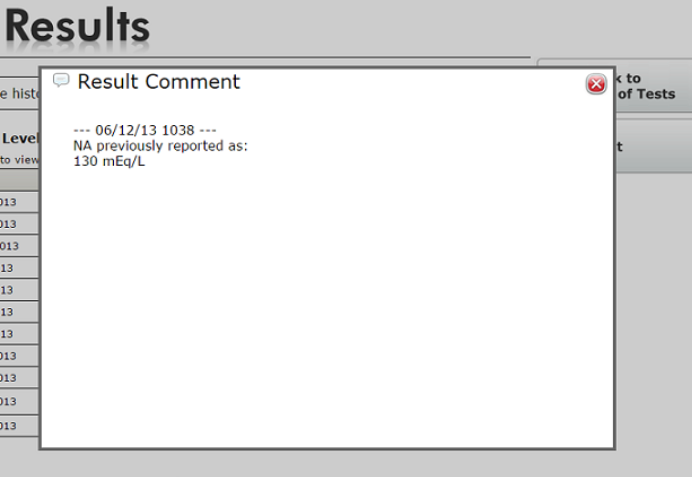 Results
Result Comment
k to
of Tests
e histo
--- 06/12/13 1038 ---
NA previously reported as:
130 mEq/L
Level
to view
t
013
013
013
13
13
13
13
013
013
013
013